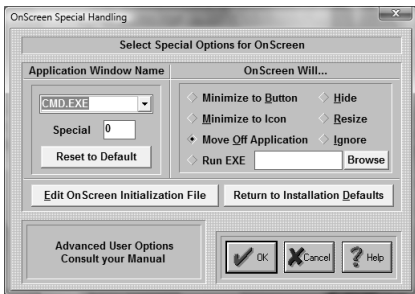 OnScreen Special Handling
Select Special Options for OnScreen
Application Window Name
CMD.EXE
Special 0
Reset to Default
OnScreen Will...
Minimize to Button
Hide
Minimize to Icon
Resize
Move Off Application
Ignore
Run EXE
Browse
Edit OnScreen Initialization File
Return to Installation Defaults
Advanced User Options
Consult your Manual
OK
Cancel
Help